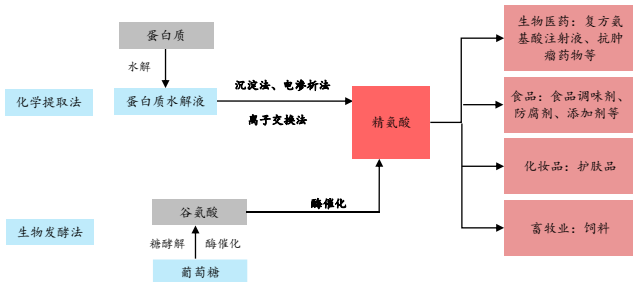 蛋白质
水解
化学提取法
蛋白质水解液
沉淀法、电渗析法
离子交换法
精氨酸
生物发酵法
谷氨酸
酶催化
糖酵解
酶催化
葡萄糖
生物医药：复方氨
基酸注射液、抗肿
瘤药物等
食品：食品调味剂、
防腐剂、添加剂等
化妆品：护肤品
畜牧业：饲料